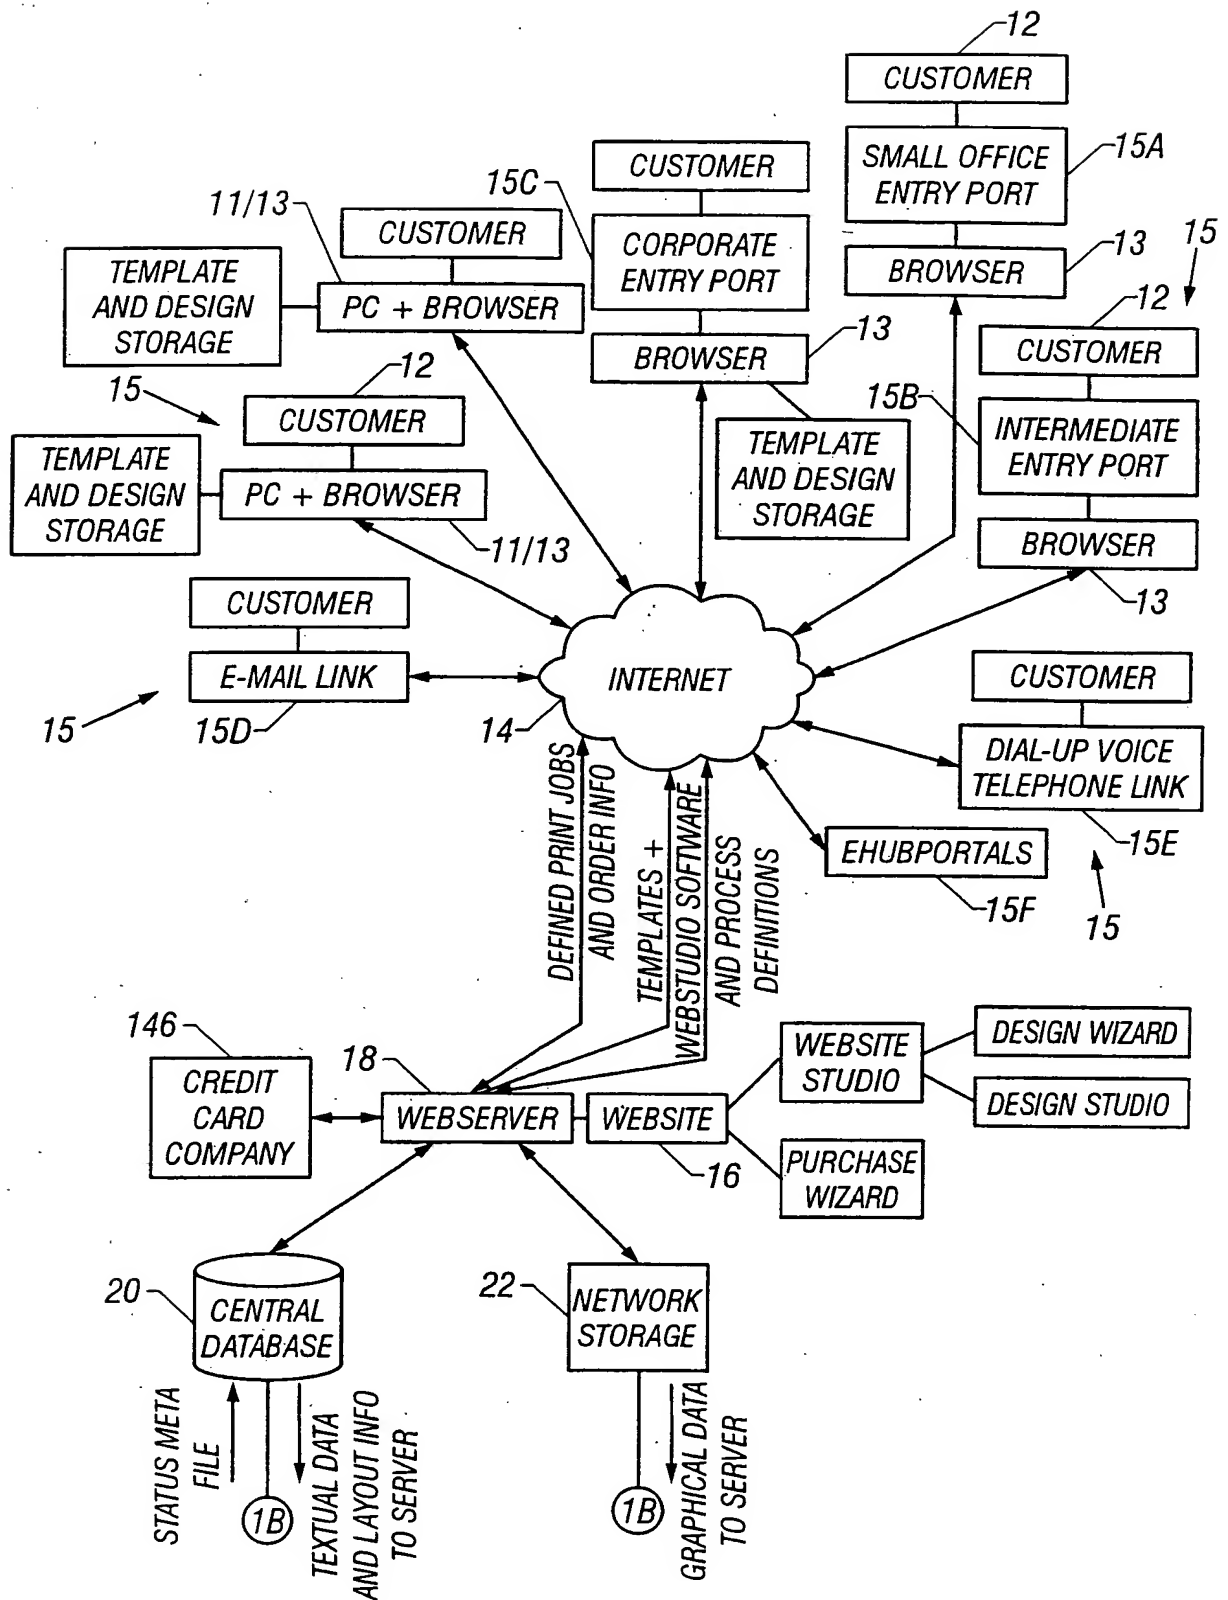 12
CUSTOMER
SMALL OFFICE
ENTRY PORT
15A
BROWSER
13
15C
CUSTOMER
CORPORATE
ENTRY PORT
BROWSER
13
TEMPLATE
AND DESIGN
STORAGE
11/13
CUSTOMER
PC + BROWSER
TEMPLATE
AND DESIGN
STORAGE
15
12
CUSTOMER
INTERMEDIATE
ENTRY PORT
15B
BROWSER
13
15
12
CUSTOMER
PC + BROWSER
11/13
TEMPLATE
AND DESIGN
STORAGE
CUSTOMER
E-MAIL LINK
15D
15
INTERNET
14
CUSTOMER
DIAL-UP VOICE
TELEPHONE LINK
15E
15
EHUBPORTALS
15F
DEFINED PRINT JOBS
AND ORDER INFO
TEMPLATES +
WEBSTUDIO SOFTWARE
AND PROCESS
DEFINITIONS
146
CREDIT
CARD
COMPANY
18
WEBSERVER
WEBSITE
16
WEBSITE
STUDIO
DESIGN WIZARD
DESIGN STUDIO
PURCHASE
WIZARD
20
CENTRAL
DATABASE
22
NETWORK
STORAGE
STATUS META
FILE
1B
TEXTUAL DATA
AND LAYOUT INFO
TO SERVER
1B
GRAPHICAL DATA
TO SERVER